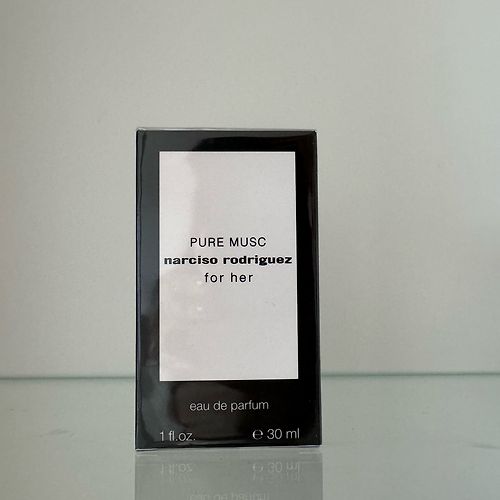 PURE MUSC
narciso rodriguez
for her
eau de parfum
1 fl.oz. ℮ 30 ml